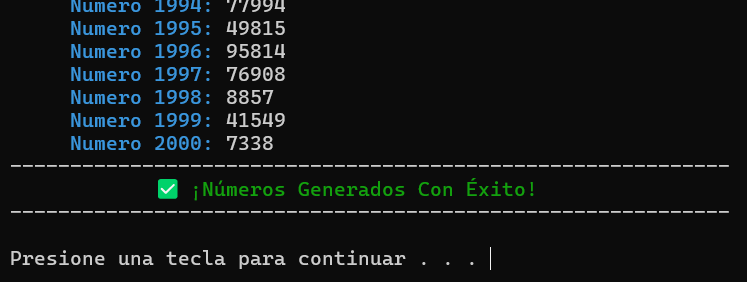 Numero 1994: 77994
Numero 1995: 49815
Numero 1996: 95814
Numero 1997: 76908
Numero 1998: 8857
Numero 1999: 41549
Numero 2000: 7338
------------------------------------------------------------
✅ ¡Números Generados Con Éxito!
------------------------------------------------------------
Presione una tecla para continuar . . .